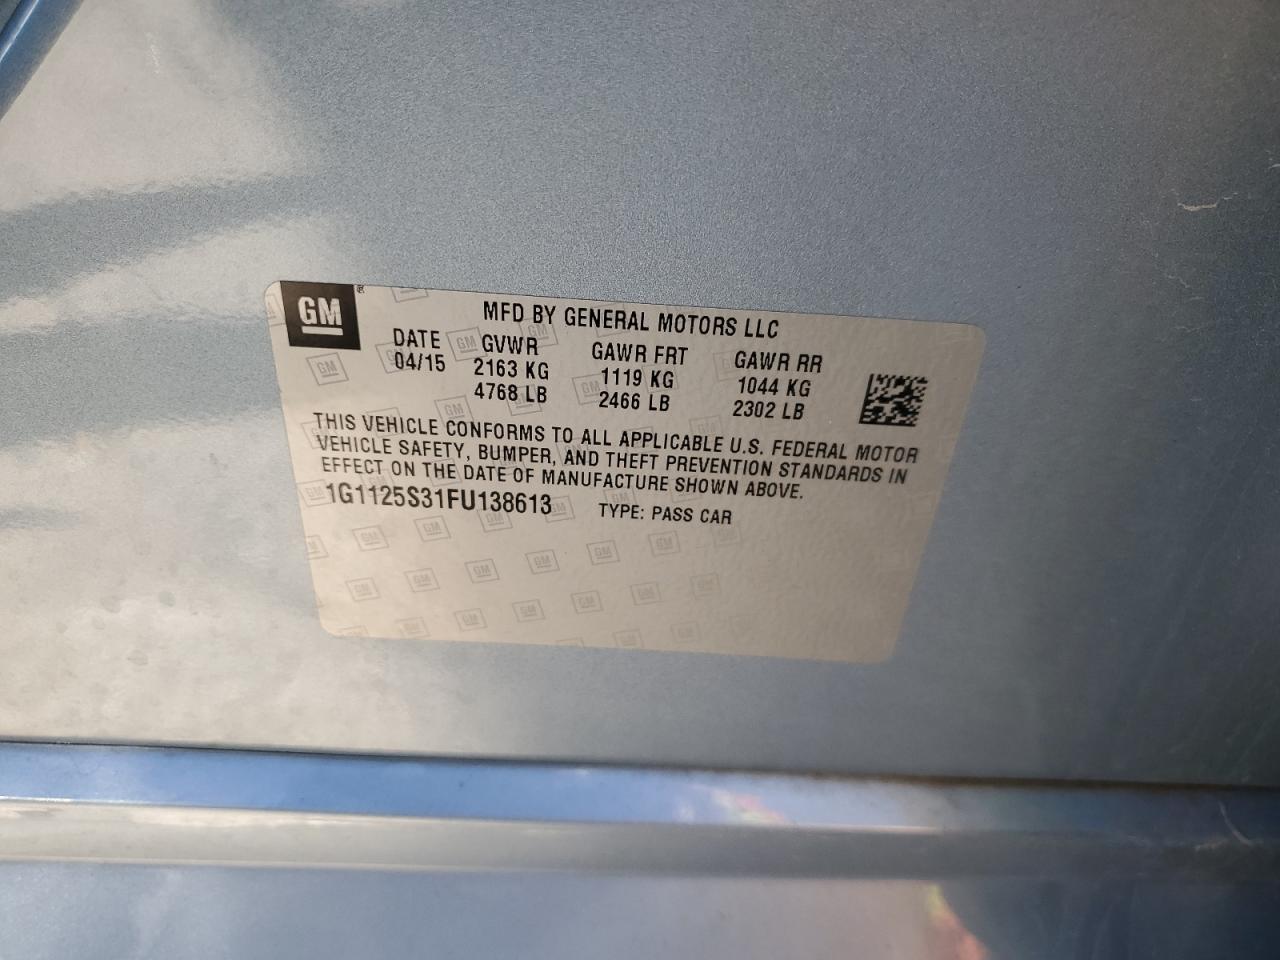 GM
MFD BY GENERAL MOTORS LLC
DATE GVWR GAWR FRT GAWR RR
04/15 2163 KG 1119 KG 1044 KG
4768 LB 2466 LB 2302 LB
THIS VEHICLE CONFORMS TO ALL APPLICABLE U.S. FEDERAL MOTOR
VEHICLE SAFETY, BUMPER, AND THEFT PREVENTION STANDARDS IN
EFFECT ON THE DATE OF MANUFACTURE SHOWN ABOVE.
1G1125S31FU138613 TYPE: PASS CAR